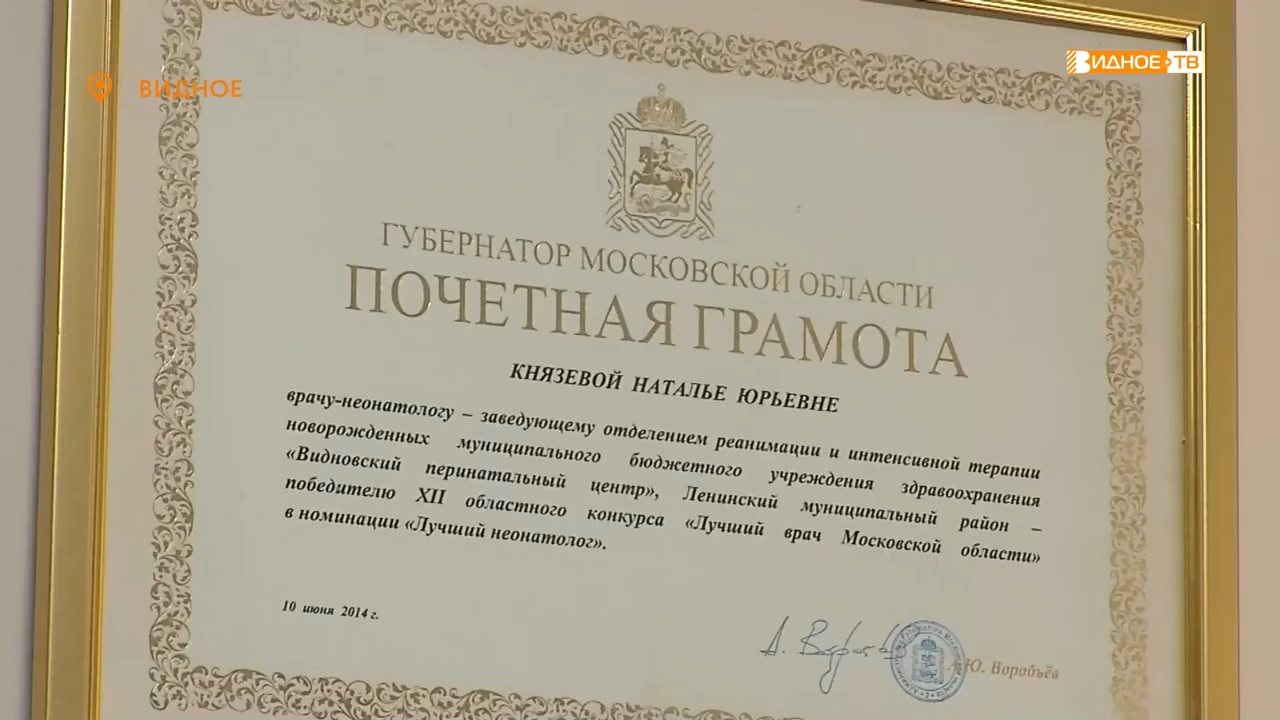 ВИДНОЕ
ВИДНОЕ ТВ
ГУБЕРНАТОР МОСКОВСКОЙ ОБЛАСТИ
ПОЧЕТНАЯ ГРАМОТА
КНЯЗЕВОЙ НАТАЛЬЕ ЮРЬЕВНЕ
врачу-неонатологу – заведующему отделением реанимации и интенсивной терапии
новорожденных муниципального бюджетного учреждения здравоохранения
«Видновский перинатальный центр», Ленинский муниципальный район –
победителю XII областного конкурса «Лучший врач Московской области»
в номинации «Лучший неонатолог».
10 июня 2014 г.
Ю. Воробьёв